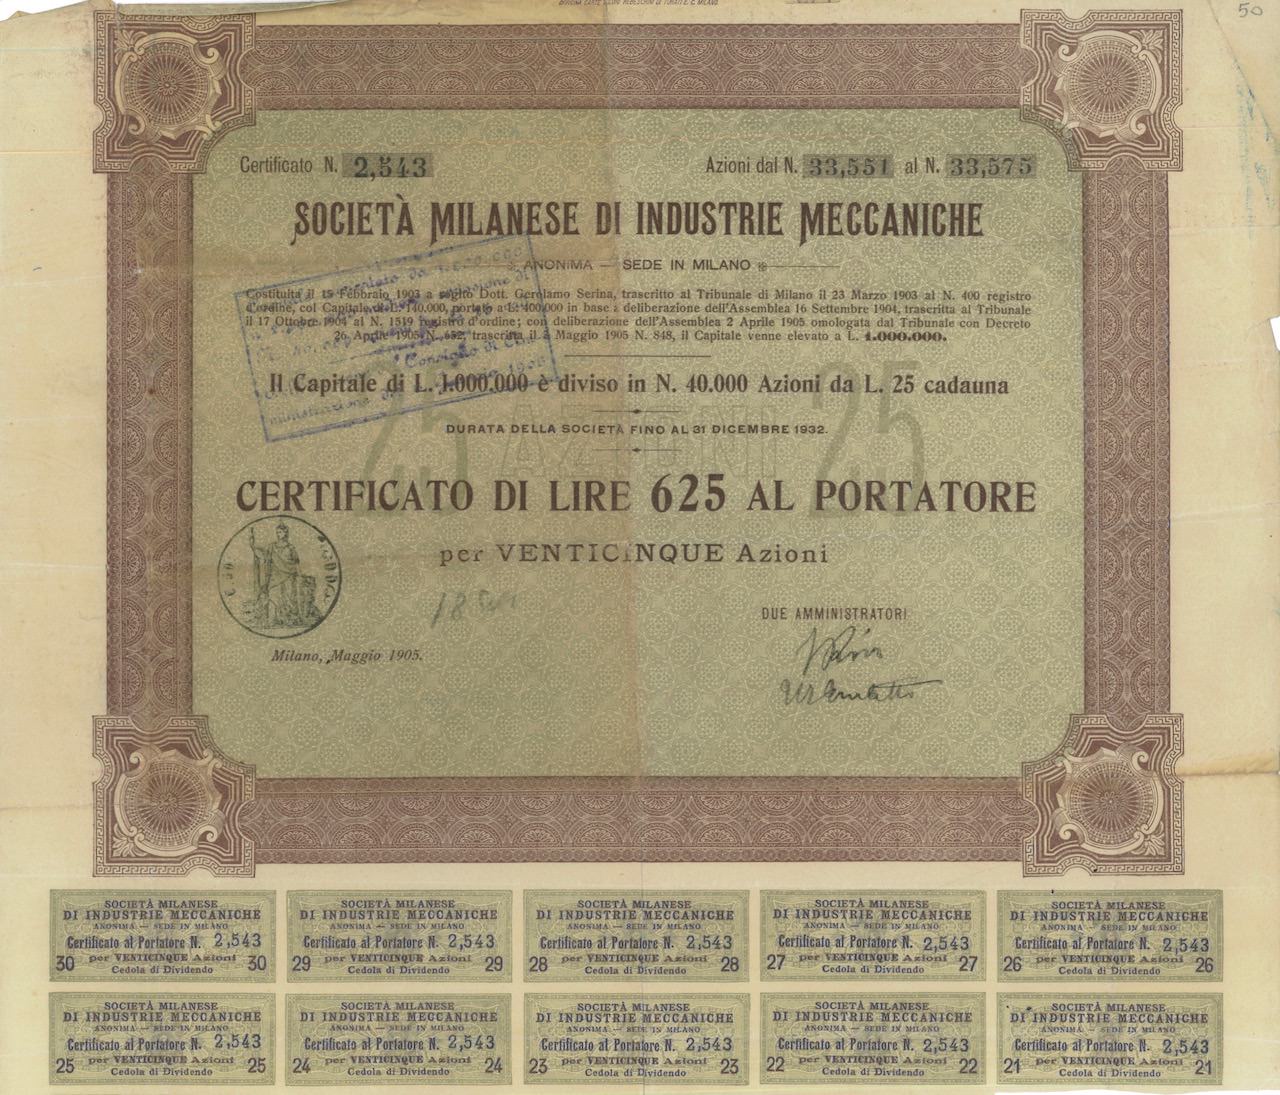 OFFICINA CARTE VALORI REDESCHINI DI TURATI E. C. MILANO
50
Certificato N. 2,543
Azioni dal N. 33,551 al N. 33,575
SOCIETÀ MILANESE DI INDUSTRIE MECCANICHE
ANONIMA — SEDE IN MILANO
Costituita il 15 Febbraio 1903 a rogito Dott. Gerolamo Serina, trascritto al Tribunale di Milano il 23 Marzo 1903 al N. 400 registro
d'ordine, col Capitale di L. 140.000, portato a L. 400.000 in base a deliberazione dell'Assemblea 16 Settembre 1904, trascritta al Tribunale
il 17 Ottobre 1904 al N. 1519 registro d'ordine; con deliberazione dell'Assemblea 2 Aprile 1905 omologata dal Tribunale con Decreto
26 Aprile 1905 N. 652, trascritta il 2 Maggio 1905 N. 848, il Capitale venne elevato a L. 1.000.000.
Consiglio di
ministrazione
Il Capitale di L. 1.000.000 è diviso in N. 40.000 Azioni da L. 25 cadauna
DURATA DELLA SOCIETÀ FINO AL 31 DICEMBRE 1932.
25 AZIONI 25
CERTIFICATO DI LIRE 625 AL PORTATORE
per VENTICINQUE Azioni
18
DUE AMMINISTRATORI
Milano, Maggio 1905.
SOCIETÀ MILANESE
DI INDUSTRIE MECCANICHE
ANONIMA — SEDE IN MILANO
Certificato al Portatore N. 2,543
30 per VENTICINQUE Azioni 30
Cedola di Dividendo
SOCIETÀ MILANESE
DI INDUSTRIE MECCANICHE
ANONIMA — SEDE IN MILANO
Certificato al Portatore N. 2,543
29 per VENTICINQUE Azioni 29
Cedola di Dividendo
SOCIETÀ MILANESE
DI INDUSTRIE MECCANICHE
ANONIMA — SEDE IN MILANO
Certificato al Portatore N. 2,543
28 per VENTICINQUE Azioni 28
Cedola di Dividendo
SOCIETÀ MILANESE
DI INDUSTRIE MECCANICHE
ANONIMA — SEDE IN MILANO
Certificato al Portatore N. 2,543
27 per VENTICINQUE Azioni 27
Cedola di Dividendo
SOCIETÀ MILANESE
DI INDUSTRIE MECCANICHE
ANONIMA — SEDE IN MILANO
Certificato al Portatore N. 2,543
26 per VENTICINQUE Azioni 26
Cedola di Dividendo
SOCIETÀ MILANESE
DI INDUSTRIE MECCANICHE
ANONIMA — SEDE IN MILANO
Certificato al Portatore N. 2,543
25 per VENTICINQUE Azioni 25
Cedola di Dividendo
SOCIETÀ MILANESE
DI INDUSTRIE MECCANICHE
ANONIMA — SEDE IN MILANO
Certificato al Portatore N. 2,543
24 per VENTICINQUE Azioni 24
Cedola di Dividendo
SOCIETÀ MILANESE
DI INDUSTRIE MECCANICHE
ANONIMA — SEDE IN MILANO
Certificato al Portatore N. 2,543
23 per VENTICINQUE Azioni 23
Cedola di Dividendo
SOCIETÀ MILANESE
DI INDUSTRIE MECCANICHE
ANONIMA — SEDE IN MILANO
Certificato al Portatore N. 2,543
22 per VENTICINQUE Azioni 22
Cedola di Dividendo
SOCIETÀ MILANESE
DI INDUSTRIE MECCANICHE
ANONIMA — SEDE IN MILANO
Certificato al Portatore N. 2,543
21 per VENTICINQUE Azioni 21
Cedola di Dividendo